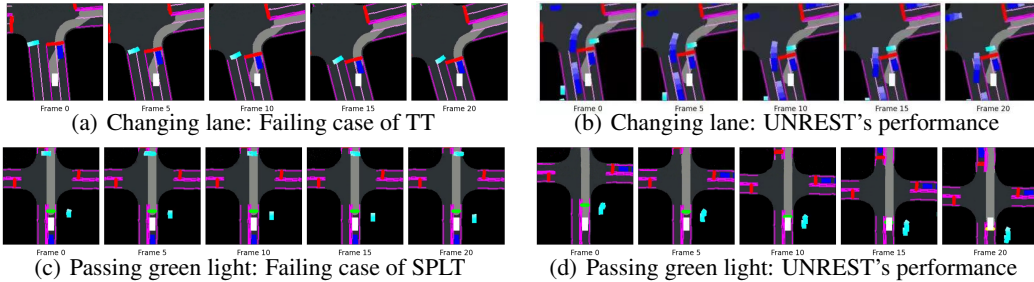 Frame 0 Frame 5 Frame 10 Frame 15 Frame 20
(a) Changing lane: Failing case of TT
Frame 0 Frame 5 Frame 10 Frame 15 Frame 20
(b) Changing lane: UNREST's performance
Frame 0 Frame 5 Frame 10 Frame 15 Frame 20
(c) Passing green light: Failing case of SPLT
Frame 0 Frame 5 Frame 10 Frame 15 Frame 20
(d) Passing green light: UNREST's performance